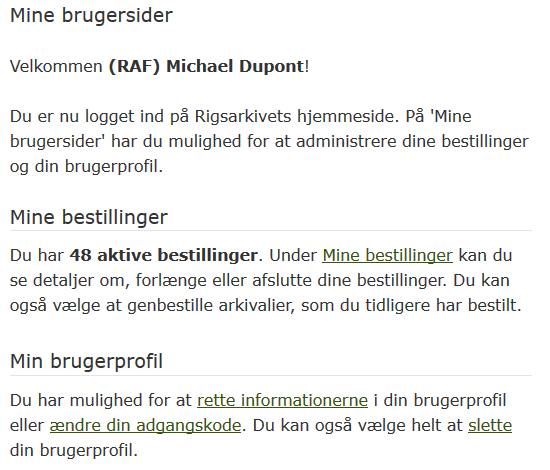 Mine brugersider
Velkommen (RAF) Michael Dupont!
Du er nu logget ind på Rigsarkivets hjemmeside. På 'Mine
brugersider' har du mulighed for at administrere dine bestillinger
og din brugerprofil.
Mine bestillinger
Du har 48 aktive bestillinger. Under Mine bestillinger kan du
se detaljer om, forlænge eller afslutte dine bestillinger. Du kan
også vælge at genbestille arkivalier, som du tidligere har bestilt.
Min brugerprofil
Du har mulighed for at rette informationerne i din brugerprofil
eller ændre din adgangskode. Du kan også vælge helt at slette
din brugerprofil.